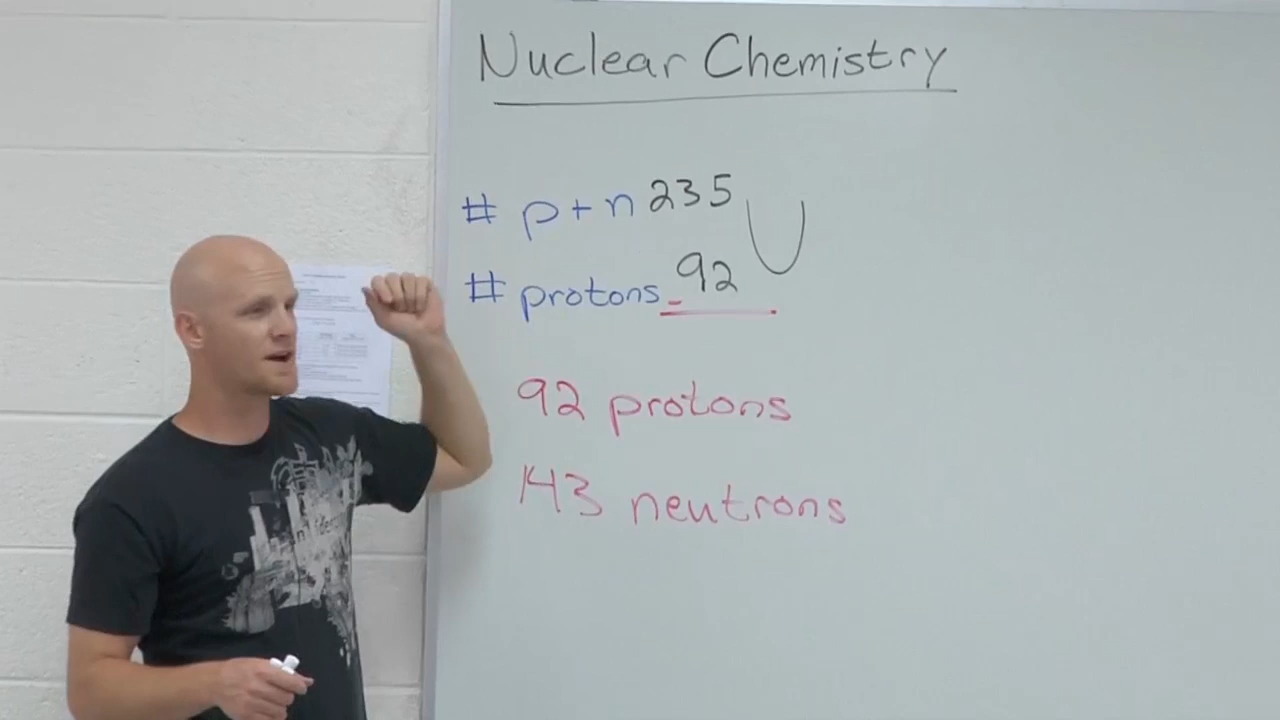 Nuclear Chemistry
# p+n 235 U
# protons - 92
92 protons
143 neutrons